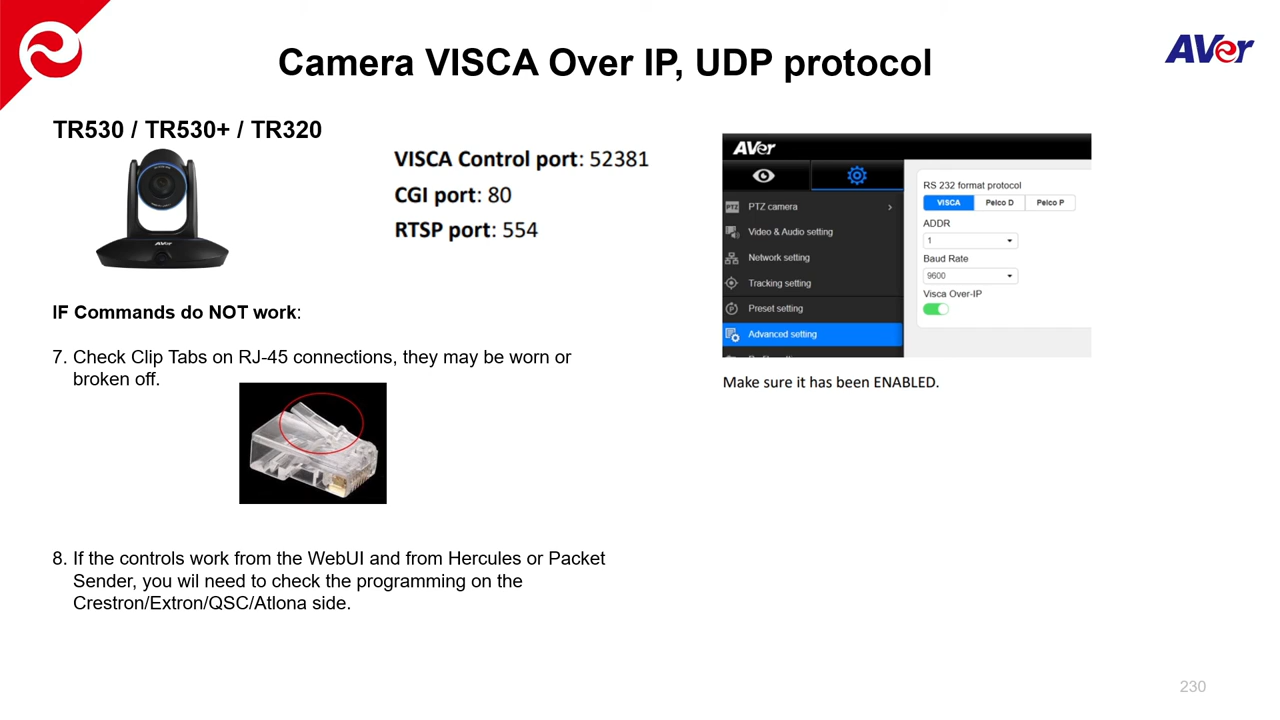 Camera VISCA Over IP, UDP protocol
AVer
TR530 / TR530+ / TR320
AVer
VISCA Control port: 52381
CGI port: 80
RTSP port: 554
IF Commands do NOT work:
7. Check Clip Tabs on RJ-45 connections, they may be worn or
broken off.
8. If the controls work from the WebUI and from Hercules or Packet
Sender, you wil need to check the programming on the
Crestron/Extron/QSC/Atlona side.
AVer
PTZ PTZ camera
Video & Audio setting
Network setting
Tracking setting
P Preset setting
Advanced setting
RS 232 format protocol
VISCA Pelco D Pelco P
ADDR
1
Baud Rate
9600
Visca Over-IP
Make sure it has been ENABLED.
230